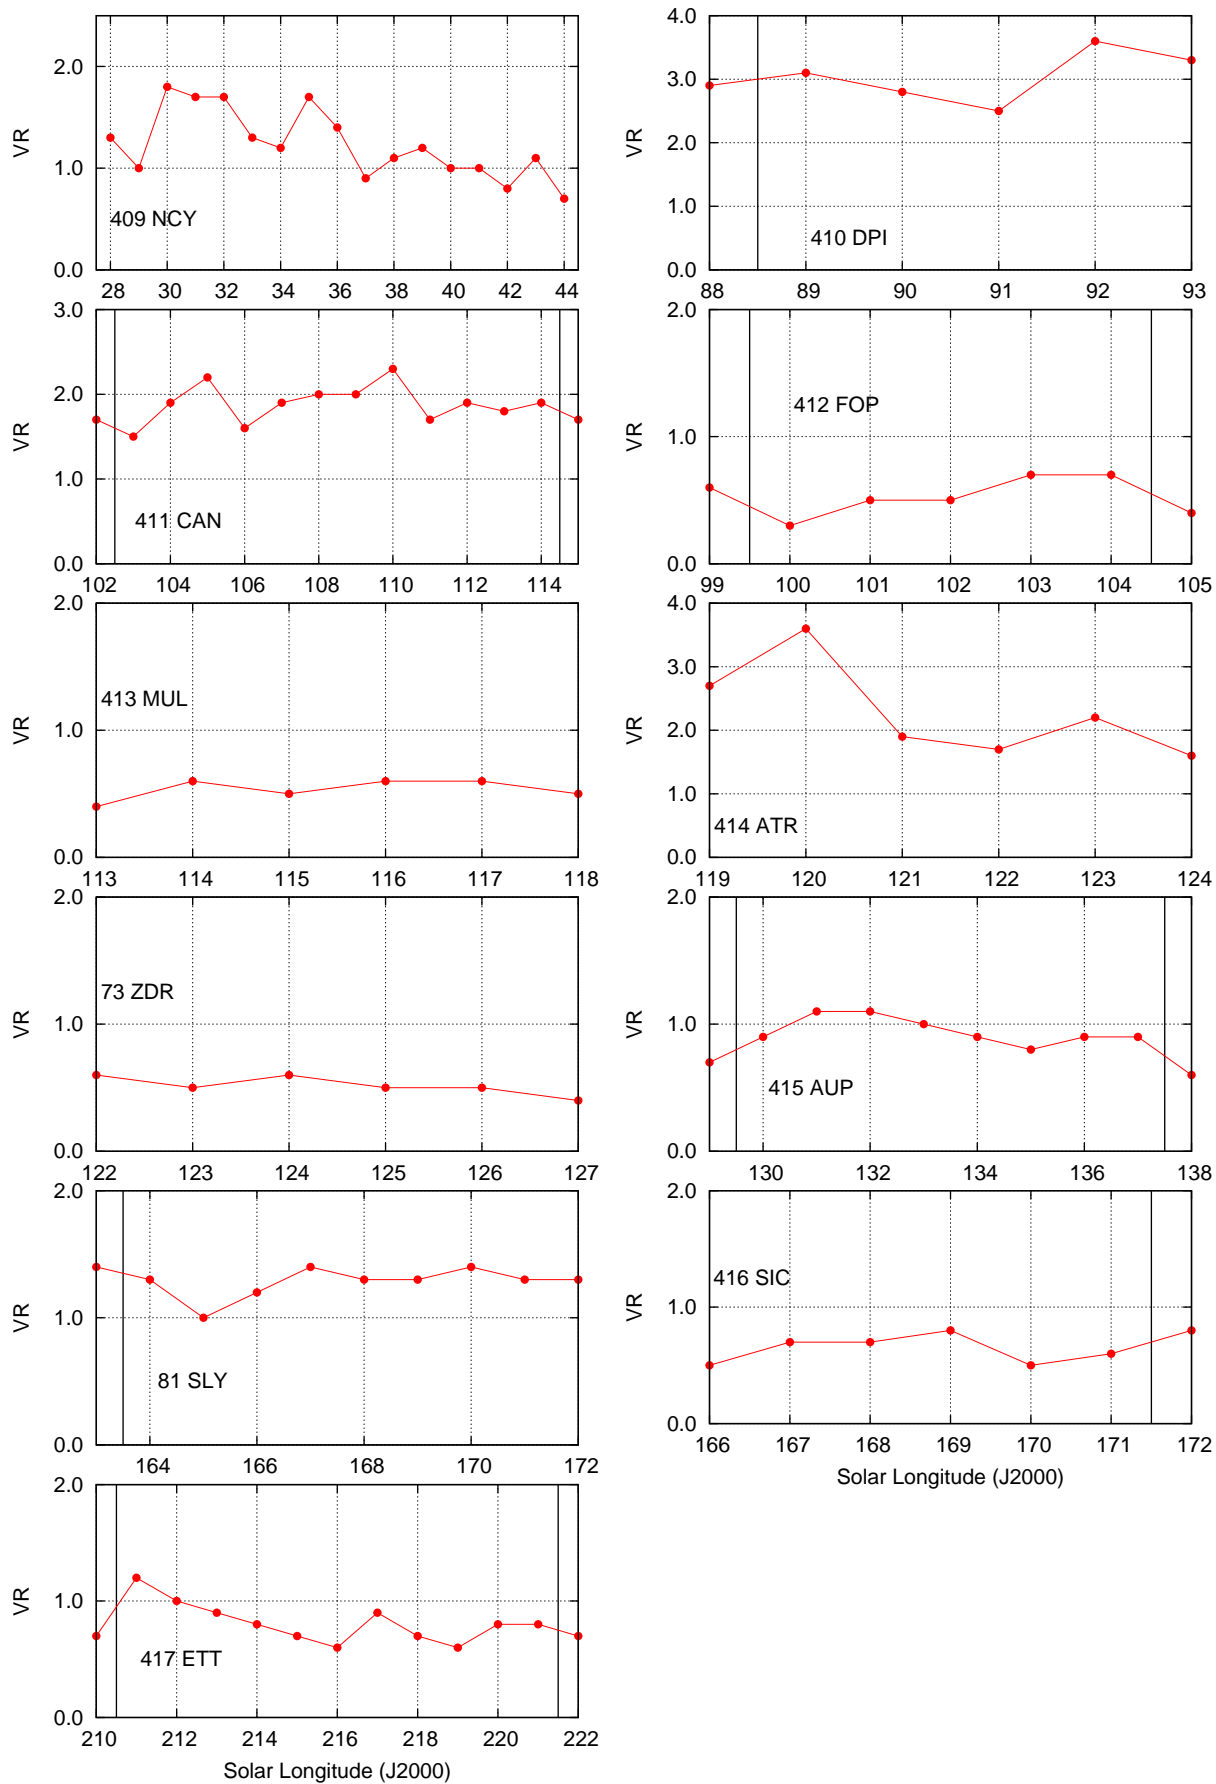 VR
2.0
1.0
0.0
409 NCY
28 30 32 34 36 38 40 42 44
VR
4.0
3.0
2.0
1.0
0.0
410 DPI
88 89 90 91 92 93
VR
3.0
2.0
1.0
0.0
411 CAN
102 104 106 108 110 112 114
VR
2.0
1.0
0.0
412 FOP
99 100 101 102 103 104 105
VR
2.0
1.0
0.0
413 MUL
113 114 115 116 117 118
VR
4.0
3.0
2.0
1.0
0.0
414 ATR
119 120 121 122 123 124
VR
2.0
1.0
0.0
73 ZDR
122 123 124 125 126 127
VR
2.0
1.0
0.0
415 AUP
130 132 134 136 138
VR
2.0
1.0
0.0
81 SLY
164 166 168 170 172
VR
2.0
1.0
0.0
416 SIC
166 167 168 169 170 171 172
Solar Longitude (J2000)
VR
2.0
1.0
0.0
417 ETT
210 212 214 216 218 220 222
Solar Longitude (J2000)